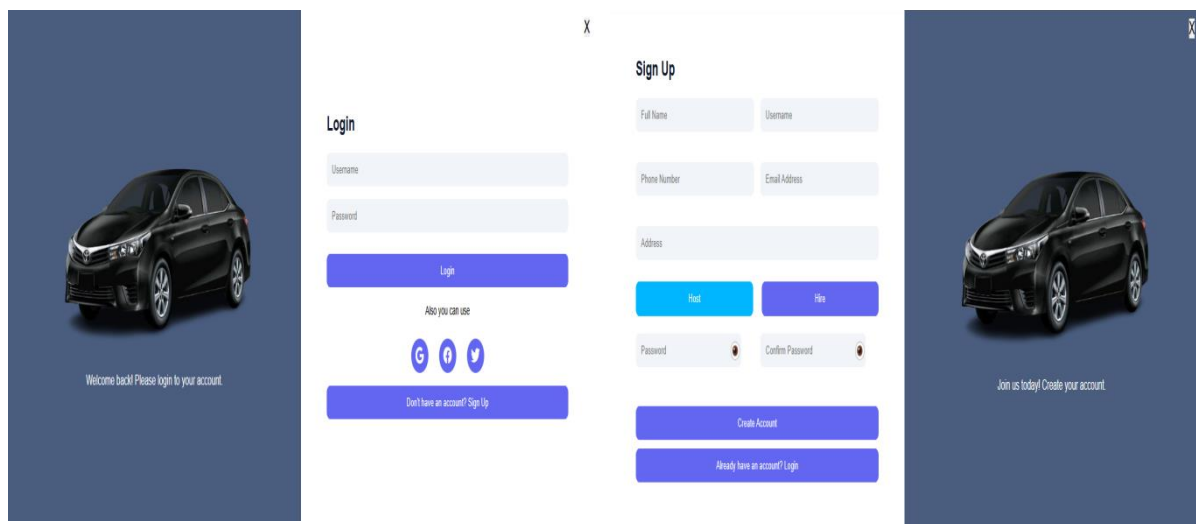 X
Login
Username
Password
Login
Also you can use
Don't have an account? Sign Up
Welcome back! Please login to your account.
X
Sign Up
Full Name
Username
Phone Number
Email Address
Address
Host
Hire
Password
Confirm Password
Create Account
Already have an account? Login
Join us today! Create your account.